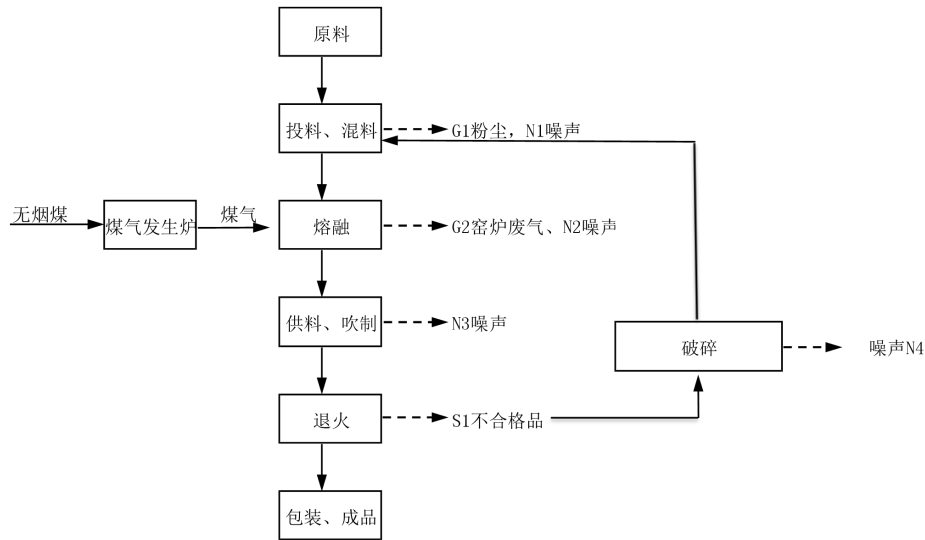 原料
投料、混料
G1粉尘，N1噪声
无烟煤
煤气发生炉
煤气
熔融
G2窑炉废气、N2噪声
供料、吹制
N3噪声
破碎
噪声N4
退火
S1不合格品
包装、成品